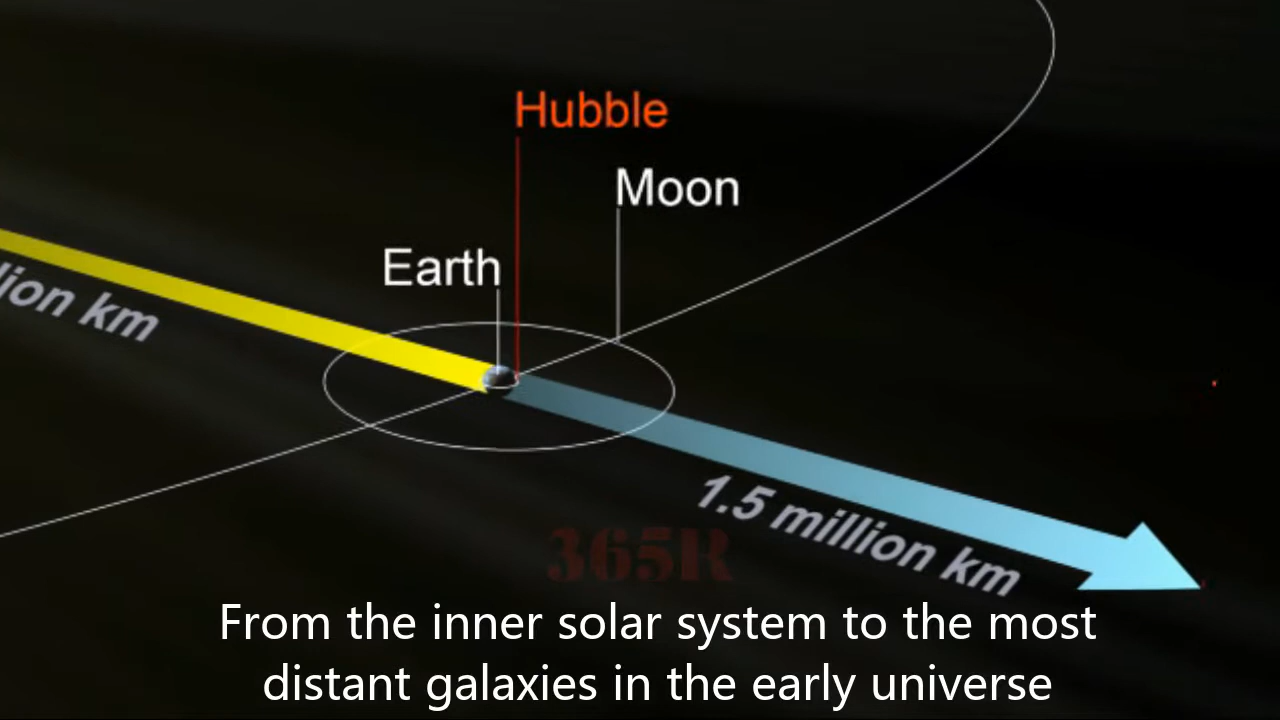 Hubble
Moon
Earth
lion km
1.5 million km
365R
From the inner solar system to the most
distant galaxies in the early universe